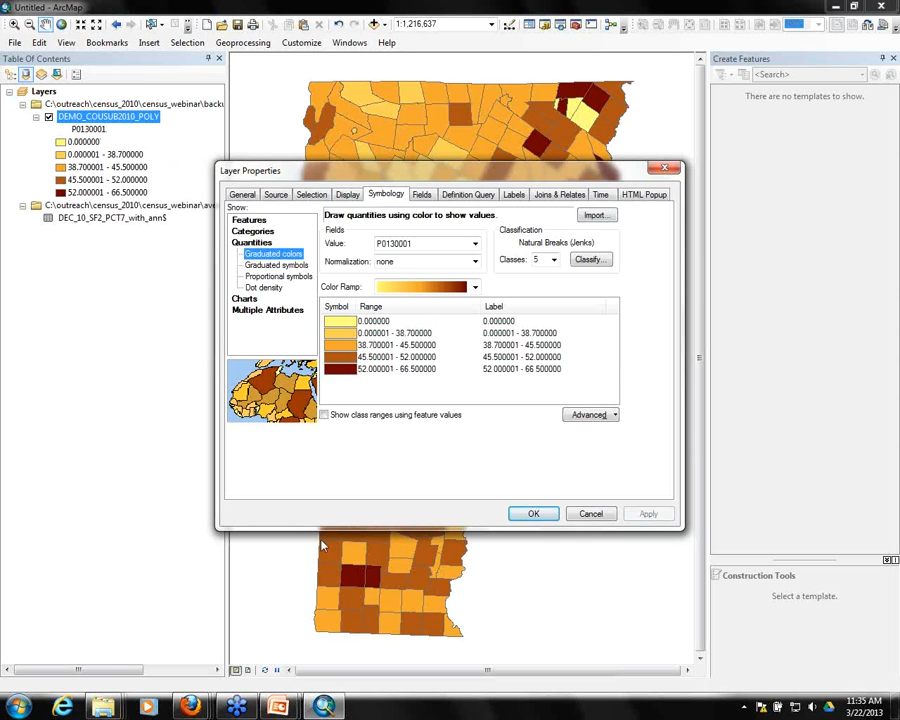 Untitled - ArcMap
1:1,216,637
File Edit View Bookmarks Insert Selection Geoprocessing Customize Windows Help
Table Of Contents
Layers
C:\outreach\census_2010\census_webinar\back
DEMO_COUSUB2010_POLY
P0130001
0.000000
0.000001 - 38.700000
38.700001 - 45.500000
45.500001 - 52.000000
52.000001 - 66.500000
C:\outreach\census_2010\census_webinar\ave
DEC_10_SF2_PCT7_with_ann$
Layer Properties
General Source Selection Display Symbology Fields Definition Query Labels Joins & Relates Time HTML Popup
Show:
Features
Categories
Quantities
Graduated colors
Graduated symbols
Proportional symbols
Dot density
Charts
Multiple Attributes
Draw quantities using color to show values.
Import...
Fields
Value: P0130001
Normalization: none
Classification
Natural Breaks (Jenks)
Classes: 5 Classify...
Color Ramp:
Symbol Range Label
0.000000 0.000000
0.000001 - 38.700000 0.000001 - 38.700000
38.700001 - 45.500000 38.700001 - 45.500000
45.500001 - 52.000000 45.500001 - 52.000000
52.000001 - 66.500000 52.000001 - 66.500000
Show class ranges using feature values
Advanced
OK Cancel Apply
Create Features
<Search>
There are no templates to show.
Construction Tools
Select a template.
11:35 AM
3/22/2013